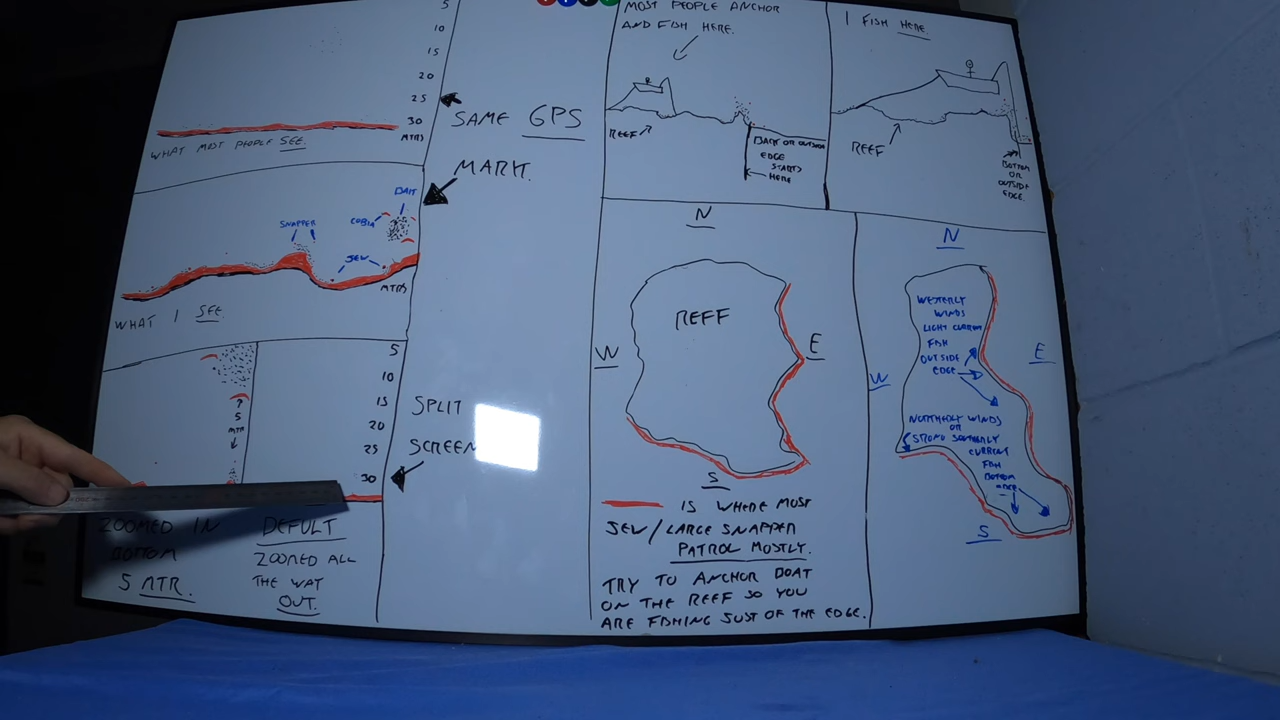 5
10
15
20
25
30
MTRS
WHAT MOST PEOPLE SEE.
SAME GPS
MARK.
BAIT
COBIA
SNAPPER
JEW
MTRS
WHAT I SEE
5
10
15
20
25
30
5
MTR
SPLIT
SCREEN
ZOOMED IN
BOTTOM
5 MTR.
DEFULT
ZOOMED ALL
THE WAY
OUT.
MOST PEOPLE ANCHOR
AND FISH HERE.
REEF
BACK OR OUTSIDE
EDGE
STARTS
HERE
I FISH HERE.
REEF
BOTTOM
OR
OUTSIDE
EDGE.
N
REEF
W
E
S
IS WHERE MOST
JEW/LARGE SNAPPER
PATROL MOSTLY.
TRY TO ANCHOR BOAT
ON THE REEF SO YOU
ARE FISHING JUST OF THE EDGE.
N
WESTERLY
WINDS
LIGHT CURRENT
FISH
OUTSIDE
EDGE
E
W
NORTHERLY WINDS
OR
STRONG SOUTHERLY
CURRENT
FISH
BOTTOM
EDGE
S